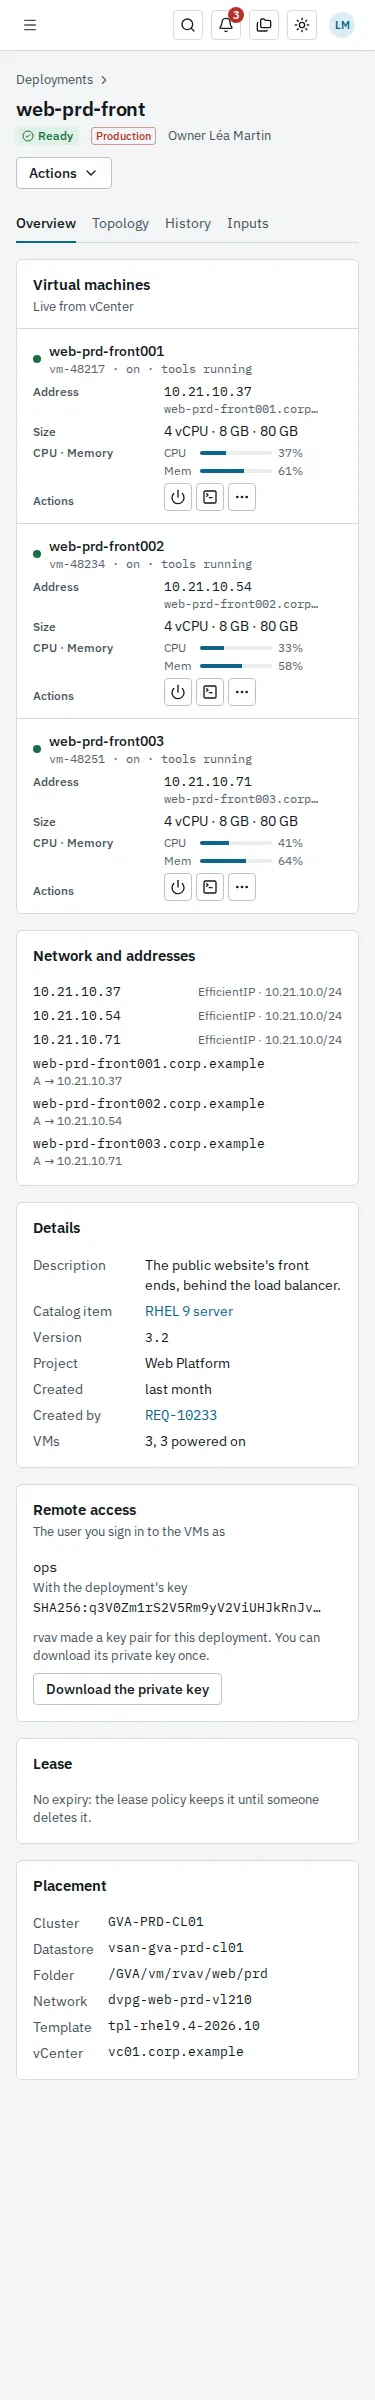 3
LM
Deployments
web-prd-front
Ready Production Owner Léa Martin
Actions
Overview Topology History Inputs
Virtual machines
Live from vCenter
web-prd-front001
vm-48217 · on · tools running
Address 10.21.10.37
web-prd-front001.corp…
Size 4 vCPU · 8 GB · 80 GB
CPU · Memory CPU 37%
Mem 61%
Actions
web-prd-front002
vm-48234 · on · tools running
Address 10.21.10.54
web-prd-front002.corp…
Size 4 vCPU · 8 GB · 80 GB
CPU · Memory CPU 33%
Mem 58%
Actions
web-prd-front003
vm-48251 · on · tools running
Address 10.21.10.71
web-prd-front003.corp…
Size 4 vCPU · 8 GB · 80 GB
CPU · Memory CPU 41%
Mem 64%
Actions
Network and addresses
10.21.10.37 EfficientIP · 10.21.10.0/24
10.21.10.54 EfficientIP · 10.21.10.0/24
10.21.10.71 EfficientIP · 10.21.10.0/24
web-prd-front001.corp.example
A → 10.21.10.37
web-prd-front002.corp.example
A → 10.21.10.54
web-prd-front003.corp.example
A → 10.21.10.71
Details
Description The public website's front
ends, behind the load balancer.
Catalog item RHEL 9 server
Version 3.2
Project Web Platform
Created last month
Created by REQ-10233
VMs 3, 3 powered on
Remote access
The user you sign in to the VMs as
ops
With the deployment's key
SHA256:q3V0Zm1rS2V5Rm9yV2ViUHJkRnJv…
rvav made a key pair for this deployment. You can
download its private key once.
Download the private key
Lease
No expiry: the lease policy keeps it until someone
deletes it.
Placement
Cluster GVA-PRD-CL01
Datastore vsan-gva-prd-cl01
Folder /GVA/vm/rvav/web/prd
Network dvpg-web-prd-vl210
Template tpl-rhel9.4-2026.10
vCenter vc01.corp.example